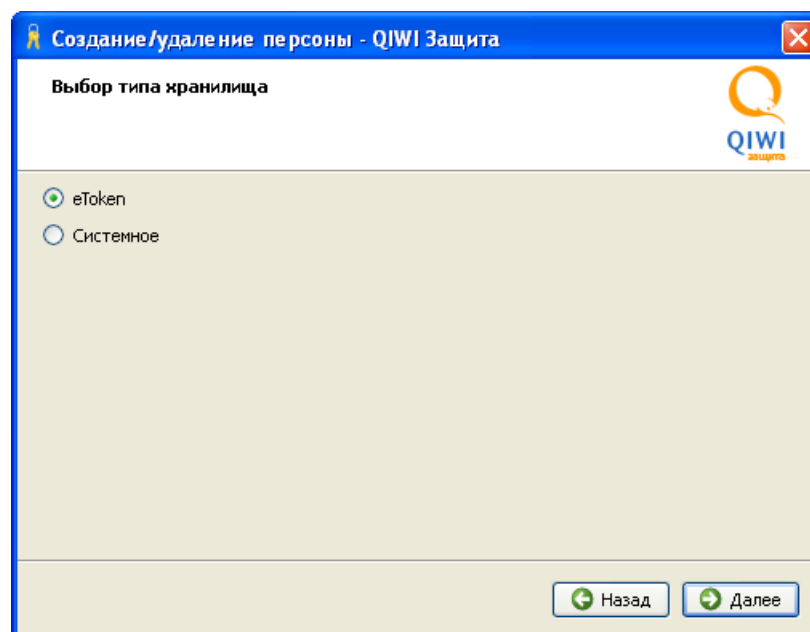 Создание/удаление персоны - QIWI Защита
Выбор типа хранилища
QIWI
защита
eToken
Системное
Назад
Далее